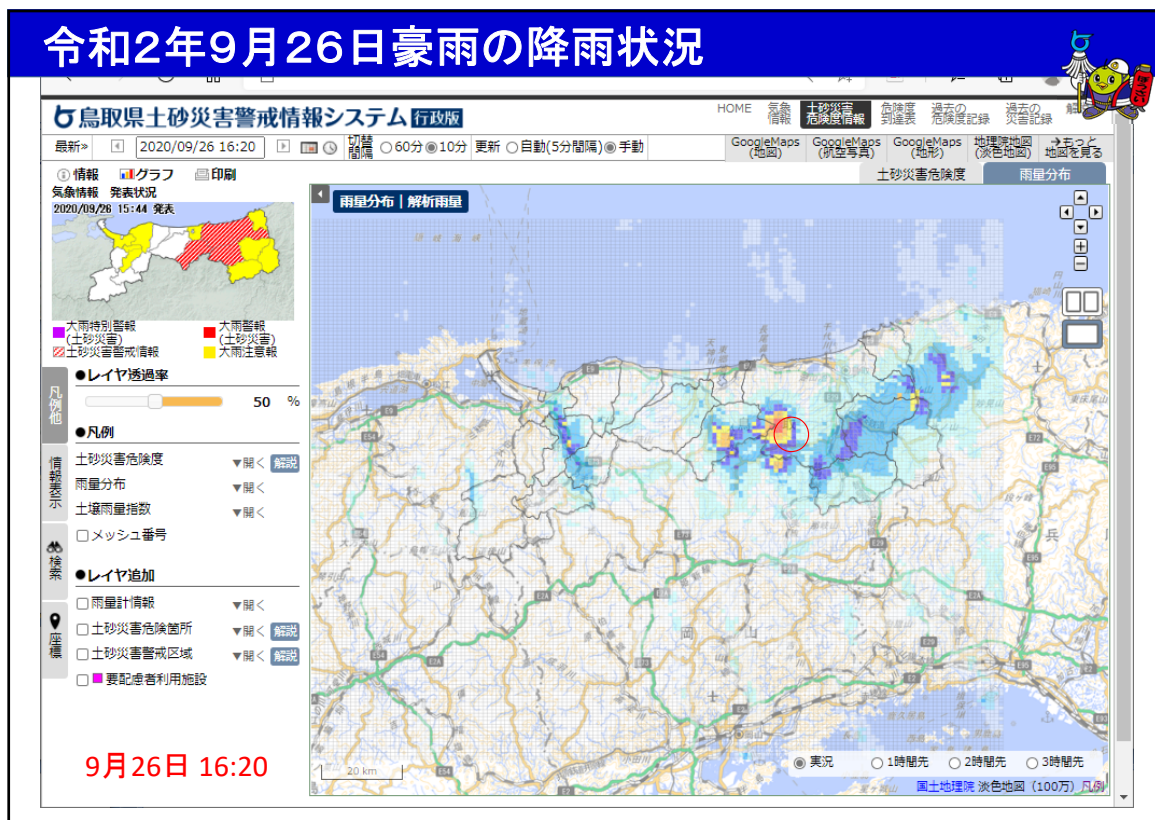 令和2年9月26日豪雨の降雨状況
鳥取県土砂災害警戒情報システム 行政版
HOME 気象情報 土砂災害危険度情報 危険度到達表 過去の危険度記録 過去の災害記録
最新» 2020/09/26 16:20 切替間隔 60分 10分 更新 自動(5分間隔) 手動
GoogleMaps(地図) GoogleMaps(航空写真) GoogleMaps(地形) 地理院地図(淡色地図) →もっと地図を見る
情報 グラフ 印刷
土砂災害危険度 雨量分布
気象情報 発表状況
2020/09/26 15:44 発表
雨量分布 | 解析雨量
大雨特別警報(土砂災害) 大雨警報(土砂災害)
土砂災害警戒情報 大雨注意報
凡例他
情報表示
検索
座標
●レイヤ透過率
50 %
●凡例
土砂災害危険度 ▼開く 解説
雨量分布 ▼開く
土壌雨量指数 ▼開く
メッシュ番号
●レイヤ追加
雨量計情報 ▼開く
土砂災害危険箇所 ▼開く 解説
土砂災害警戒区域 ▼開く 解説
要配慮者利用施設
9月26日 16:20
E9
E54
E72
E95
E73
E2A
E29
E2
岡 山
兵
20 km
実況 1時間先 2時間先 3時間先
国土地理院 淡色地図(100万) 凡例